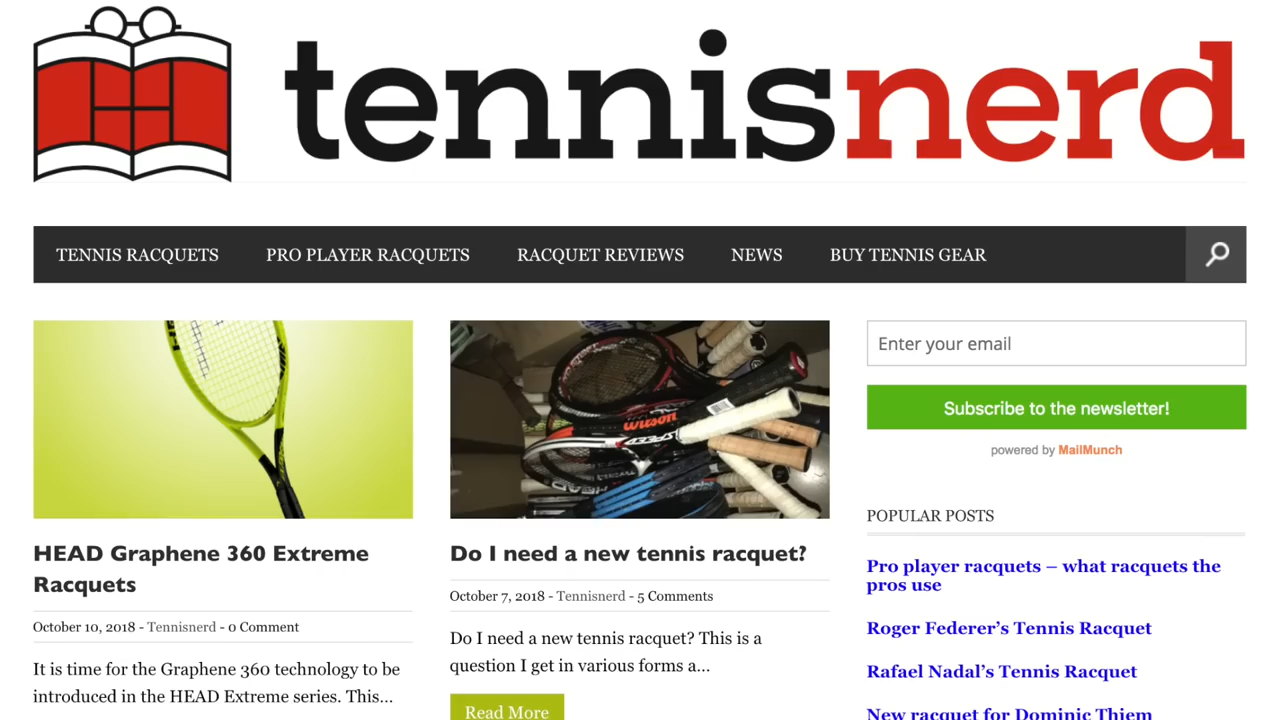 tennisnerd
TENNIS RACQUETS PRO PLAYER RACQUETS RACQUET REVIEWS NEWS BUY TENNIS GEAR
HEAD Graphene 360 Extreme
Racquets
October 10, 2018 - Tennisnerd - 0 Comment
It is time for the Graphene 360 technology to be
introduced in the HEAD Extreme series. This...
wilson
SPEED
HEAD
Do I need a new tennis racquet?
October 7, 2018 - Tennisnerd - 5 Comments
Do I need a new tennis racquet? This is a
question I get in various forms a...
Read More
Enter your email
Subscribe to the newsletter!
powered by MailMunch
POPULAR POSTS
Pro player racquets – what racquets the
pros use
Roger Federer’s Tennis Racquet
Rafael Nadal’s Tennis Racquet
New racquet for Dominic Thiem